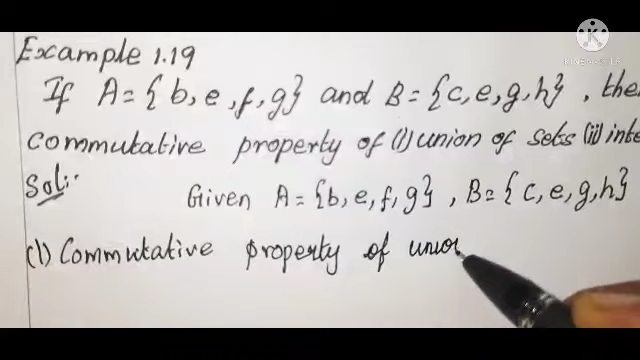 Example 1.19
If A = {b, e, f, g} and B = {c, e, g, h}, the
commutative property of (i) union of sets (ii) inte
Sol:-
Given A = {b, e, f, g}, B = {c, e, g, h}
(i) Commutative property of union